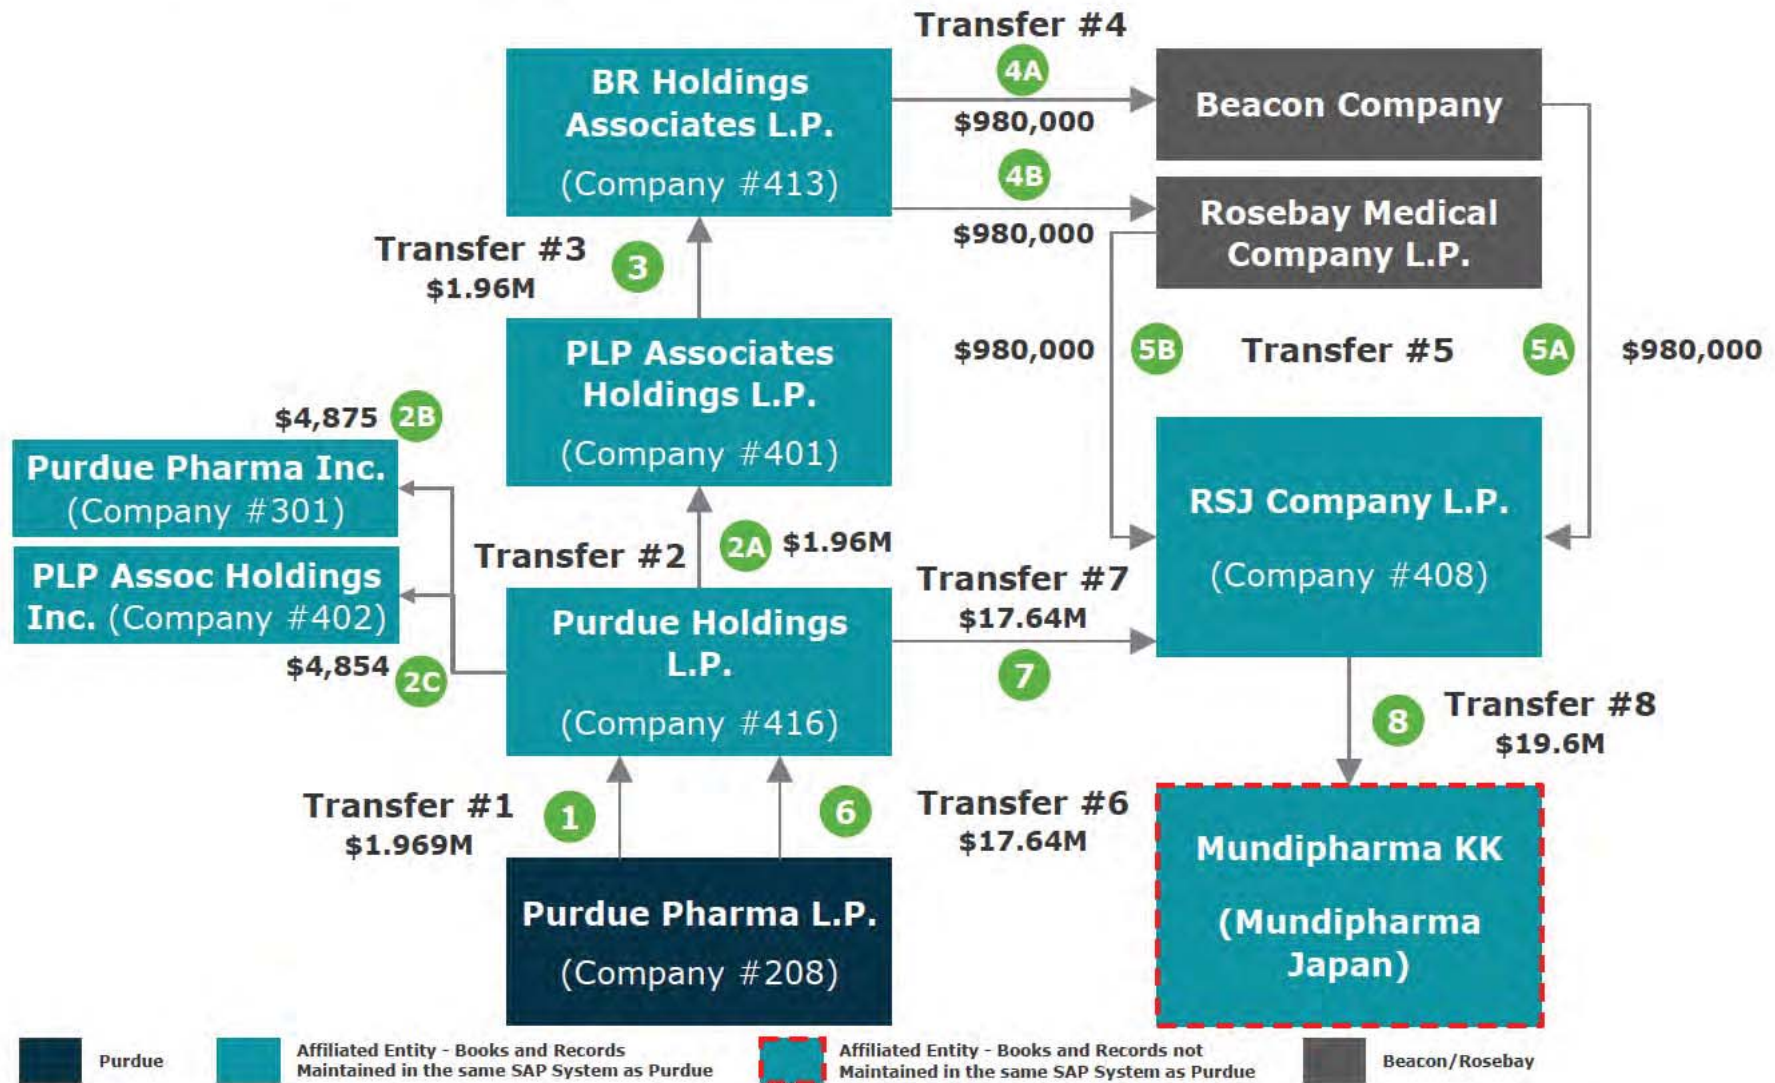 Transfer #4
BR Holdings
Associates L.P.
(Company #413)
4A
$980,000
4B
$980,000
Beacon Company
Rosebay Medical
Company L.P.
Transfer #3
$1.96M
3
$980,000
5B
Transfer #5
5A
$980,000
PLP Associates
Holdings L.P.
(Company #401)
$4,875
2B
Purdue Pharma Inc.
(Company #301)
PLP Assoc Holdings
Inc. (Company #402)
$4,854
2C
Transfer #2
2A
$1.96M
RSJ Company L.P.
(Company #408)
Purdue Holdings
L.P.
(Company #416)
Transfer #7
$17.64M
7
8
Transfer #8
$19.6M
Transfer #1
$1.969M
1
6
Transfer #6
$17.64M
Purdue Pharma L.P.
(Company #208)
Mundipharma KK
(Mundipharma
Japan)
Purdue
Affiliated Entity - Books and Records
Maintained in the same SAP System as Purdue
Affiliated Entity - Books and Records not
Maintained in the same SAP System as Purdue
Beacon/Rosebay